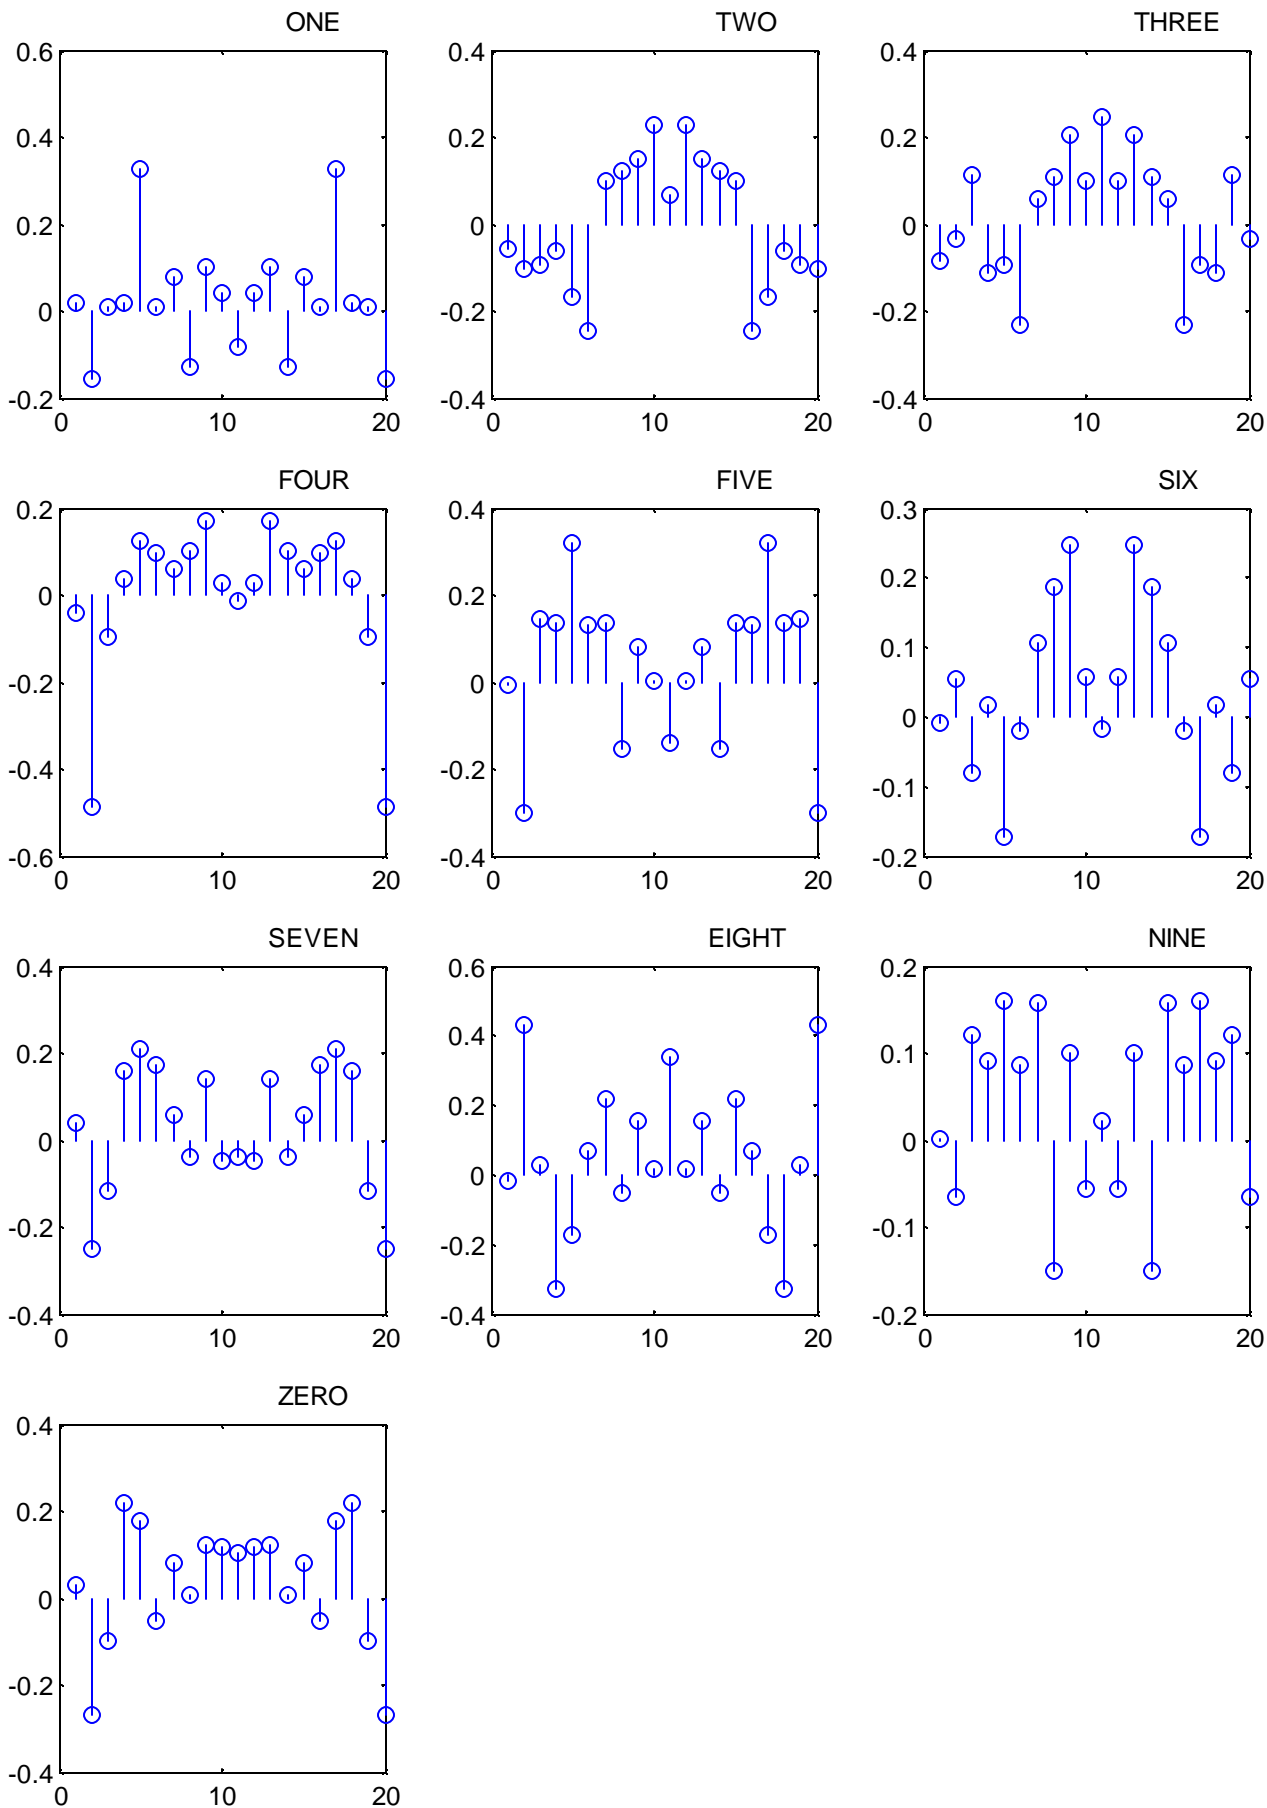 ONE TWO THREE
0.6 0.4 0.4
0.4 0.2 0.2
0.2 0 0
0 -0.2 -0.2
-0.2 -0.4 -0.4
0 10 20 0 10 20 0 10 20
FOUR FIVE SIX
0.2 0.4 0.3
0 0.2 0.2
-0.2 0 0.1
-0.4 -0.2 0
-0.6 -0.4 -0.1
-0.2
0 10 20 0 10 20 0 10 20
SEVEN EIGHT NINE
0.4 0.6 0.2
0.2 0.4 0.1
0 0.2 0
-0.2 0 -0.1
-0.4 -0.2 -0.2
-0.4
0 10 20 0 10 20 0 10 20
ZERO
0.4
0.2
0
-0.2
-0.4
0 10 20